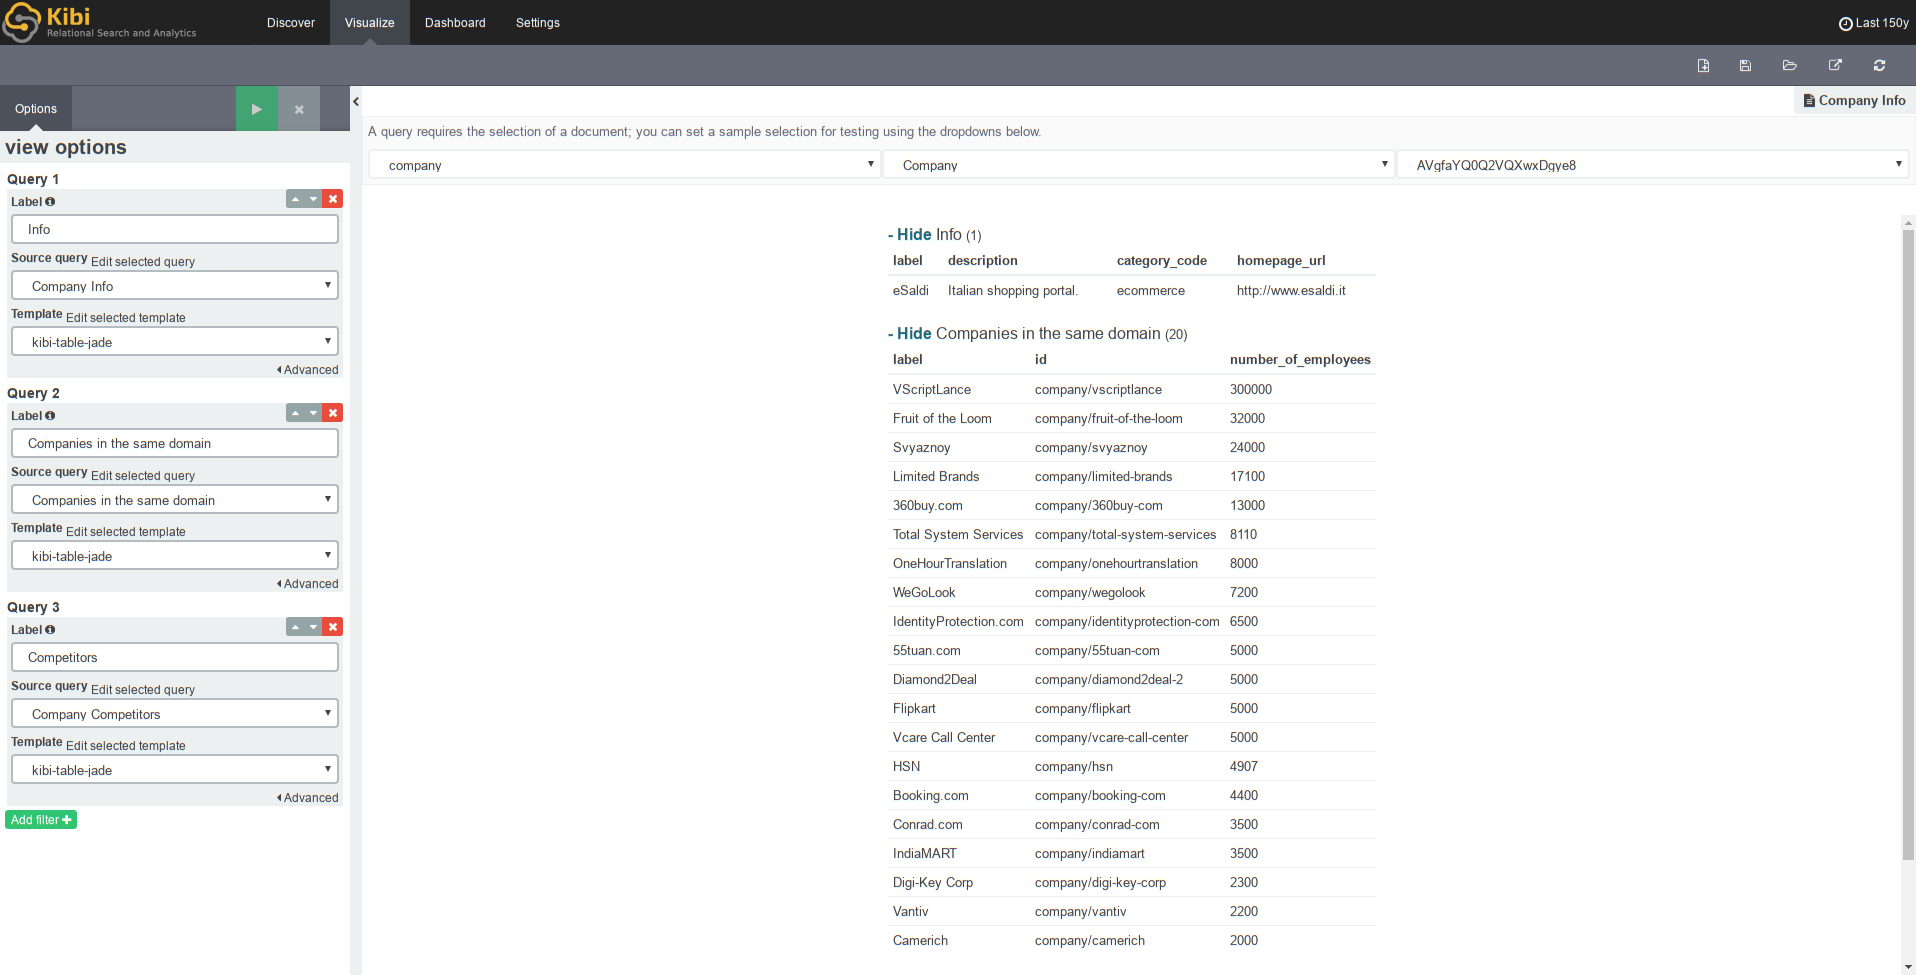 Kibi
Relational Search and Analytics
Discover Visualize Dashboard Settings
Last 150y
Options
Company Info
view options
A query requires the selection of a document; you can set a sample selection for testing using the dropdowns below.
company Company AVgfaYQ0Q2VQXwxDgye8
Query 1
Label
Info
Source query Edit selected query
Company Info
Template Edit selected template
kibi-table-jade
Advanced
Query 2
Label
Companies in the same domain
Source query Edit selected query
Companies in the same domain
Template Edit selected template
kibi-table-jade
Advanced
Query 3
Label
Competitors
Source query Edit selected query
Company Competitors
Template Edit selected template
kibi-table-jade
Advanced
Add filter
- Hide Info (1)
label description category_code homepage_url
eSaldi Italian shopping portal. ecommerce http://www.esaldi.it
- Hide Companies in the same domain (20)
label id number_of_employees
VScriptLance company/vscriptlance 300000
Fruit of the Loom company/fruit-of-the-loom 32000
Svyaznoy company/svyaznoy 24000
Limited Brands company/limited-brands 17100
360buy.com company/360buy-com 13000
Total System Services company/total-system-services 8110
OneHourTranslation company/onehourtranslation 8000
WeGoLook company/wegolook 7200
IdentityProtection.com company/identityprotection-com 6500
55tuan.com company/55tuan-com 5000
Diamond2Deal company/diamond2deal-2 5000
Flipkart company/flipkart 5000
Vcare Call Center company/vcare-call-center 5000
HSN company/hsn 4907
Booking.com company/booking-com 4400
Conrad.com company/conrad-com 3500
IndiaMART company/indiamart 3500
Digi-Key Corp company/digi-key-corp 2300
Vantiv company/vantiv 2200
Camerich company/camerich 2000